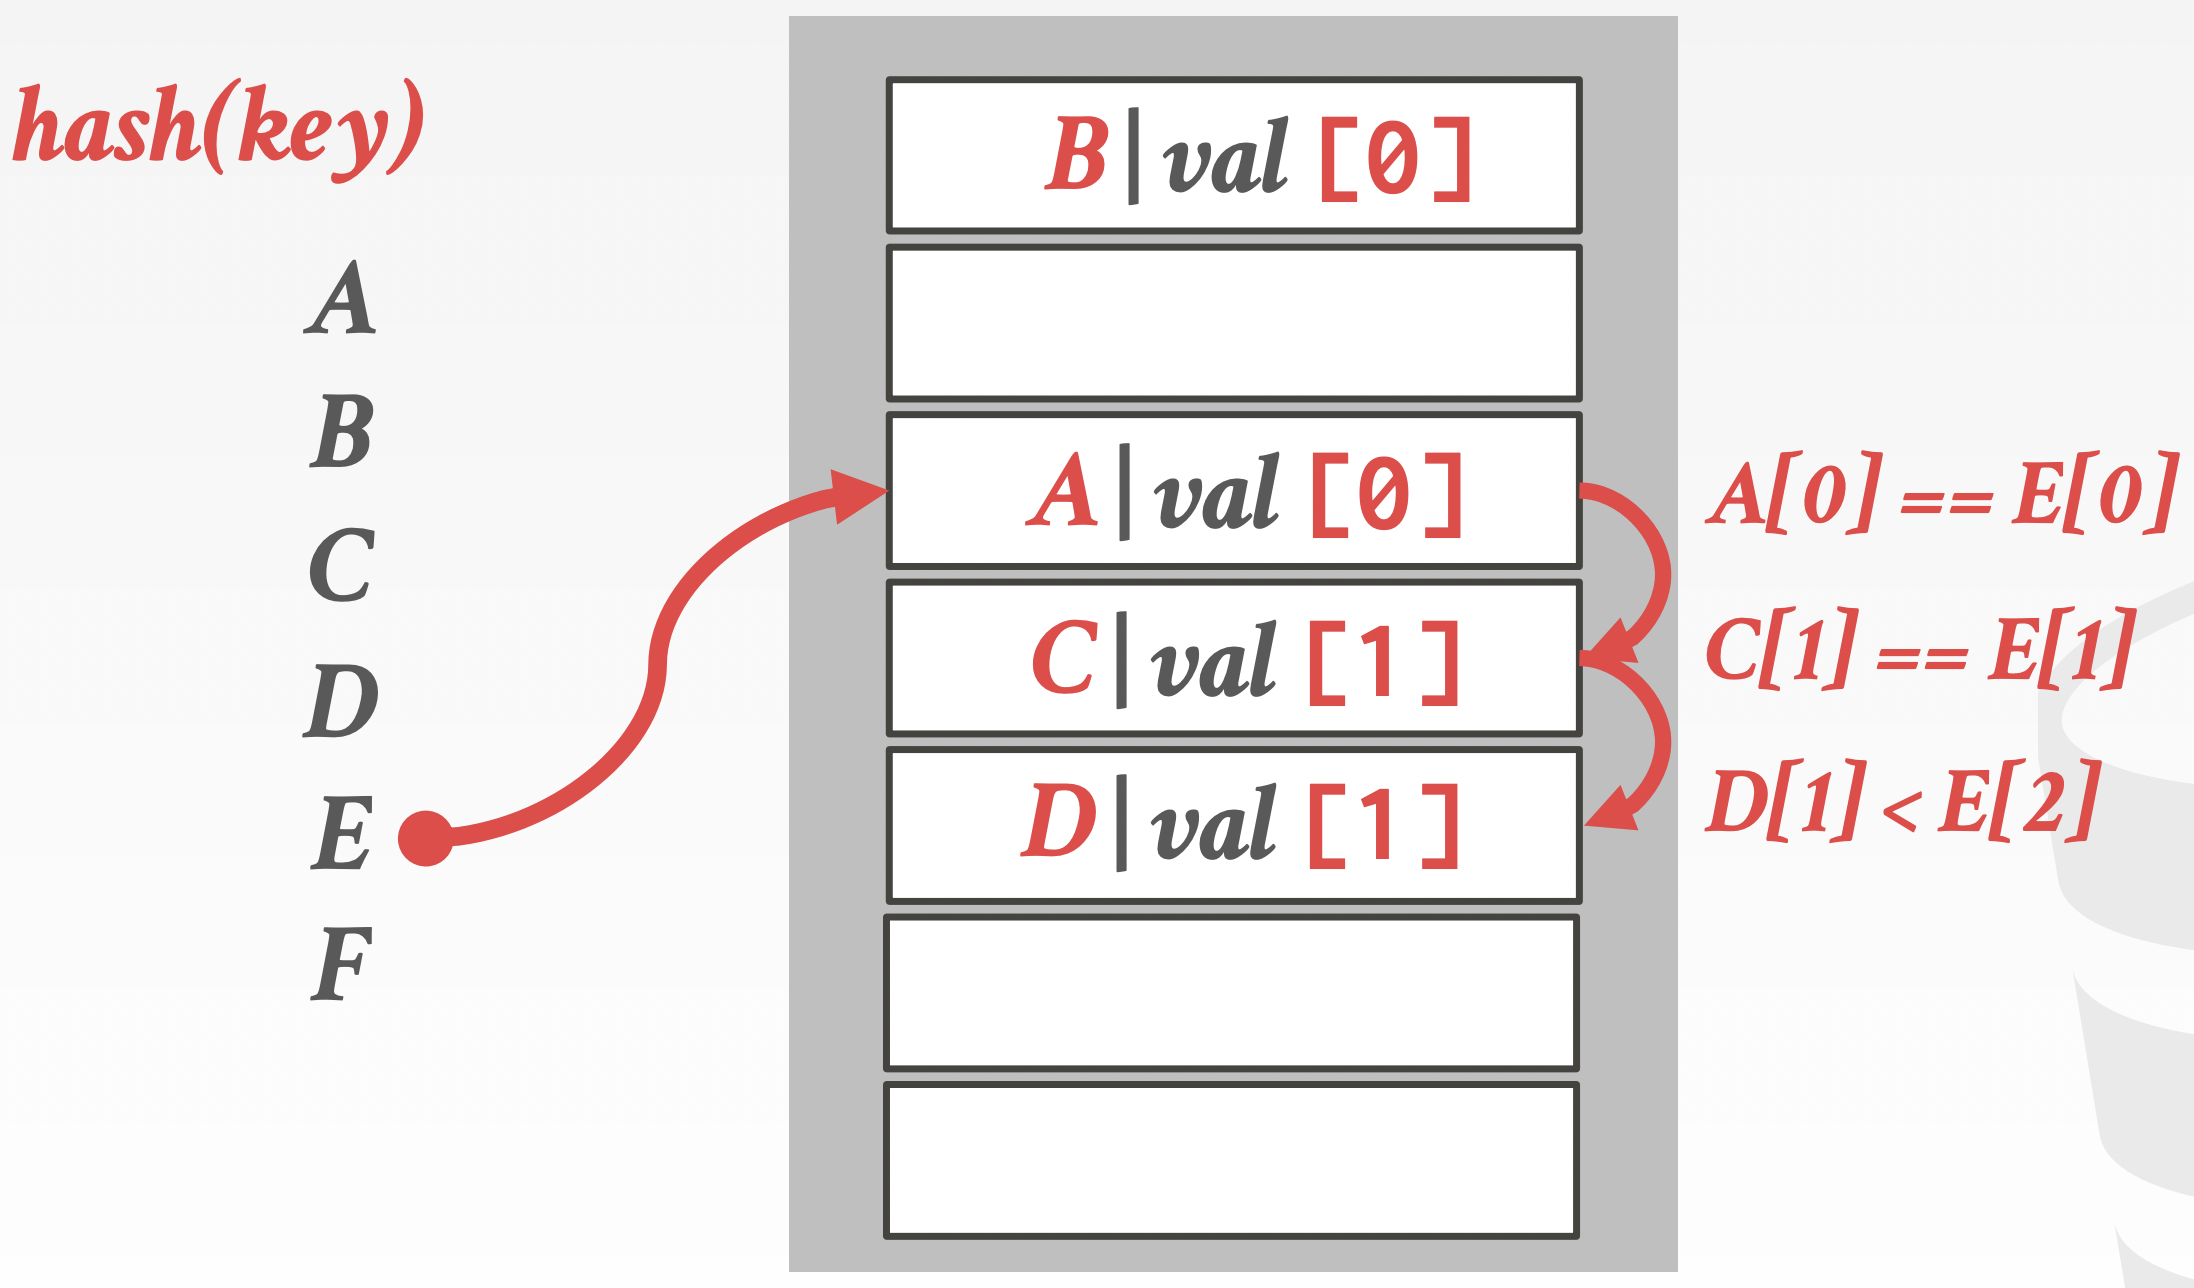 hash(key)
A
B
C
D
E
F
B|val [0]
A|val [0]
C|val [1]
D|val [1]
A[0] == E[0]
C[1] == E[1]
D[1] < E[2]